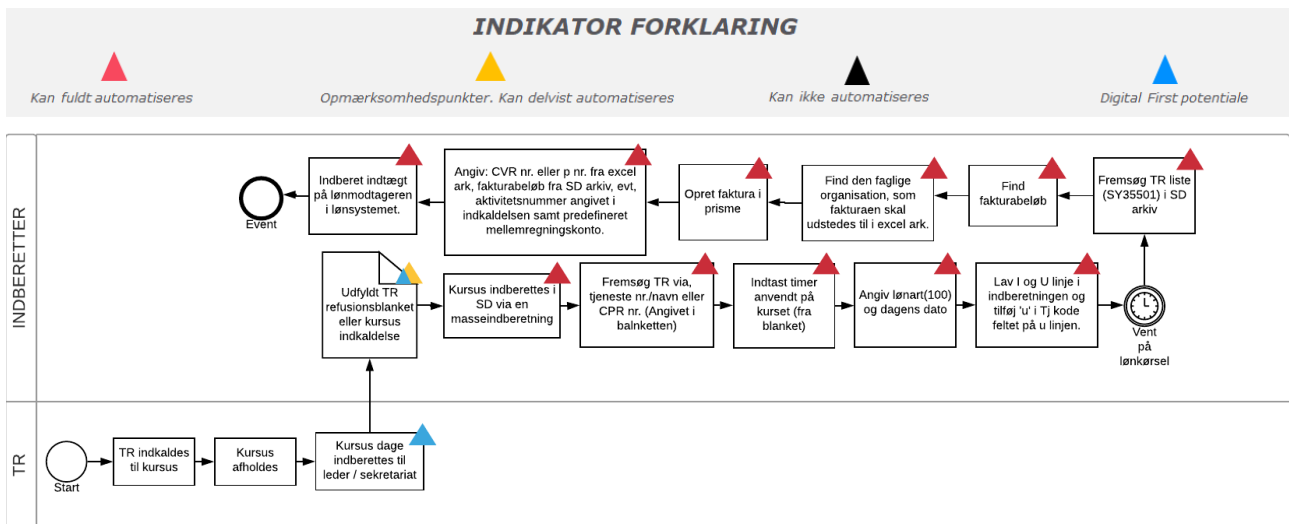 INDIKATOR FORKLARING
Kan fuldt automatiseres
Opmærksomhedspunkter. Kan delvist automatiseres
Kan ikke automatiseres
Digital First potentiale
INDBERETTER
Event
Indberet indtægt
på lønmodtageren
i lønsystemet.
Angiv: CVR nr. eller p nr. fra excel
ark, fakturabeløb fra SD arkiv, evt,
aktivitetsnummer angivet i
indkaldelsen samt predefineret
mellemregningskonto.
Opret faktura i
prisme
Find den faglige
organisation, som
fakturaen skal
udstedes til i excel ark.
Find
fakturabeløb
Fremsøg TR liste
(SY35501) i SD
arkiv
Udfyldt TR
refusionsblanket
eller kursus
indkaldelse
Kursus indberettes i
SD via en
masseindberetning
Fremsøg TR via,
tjeneste nr./navn eller
CPR nr. (Angivet i
balnketten)
Indtast timer
anvendt på
kurset (fra
blanket)
Angiv lønart(100)
og dagens dato
Lav I og U linje i
indberetningen og
tilføj 'u' i Tj kode
feltet på u linjen.
Vent
på
lønkørsel
TR
Start
TR indkaldes
til kursus
Kursus
afholdes
Kursus dage
indberettes til
leder / sekretariat